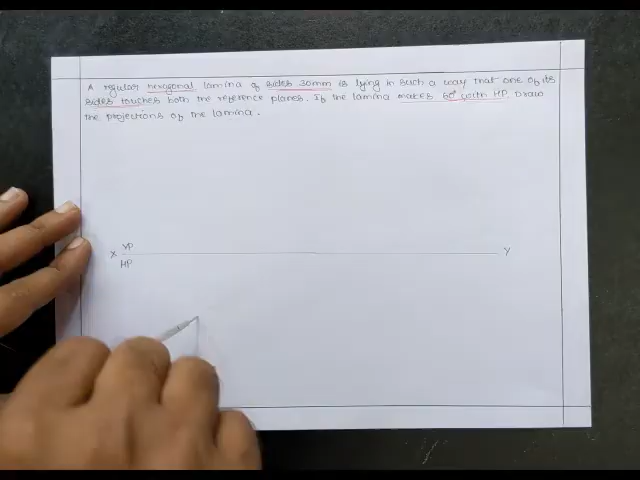 A regular hexagonal lamina of sides 30mm is lying in such a way that one of its
sides touches both the reference planes. If the lamina makes 60° with HP. Draw
the projections of the lamina.
VP
X Y
HP